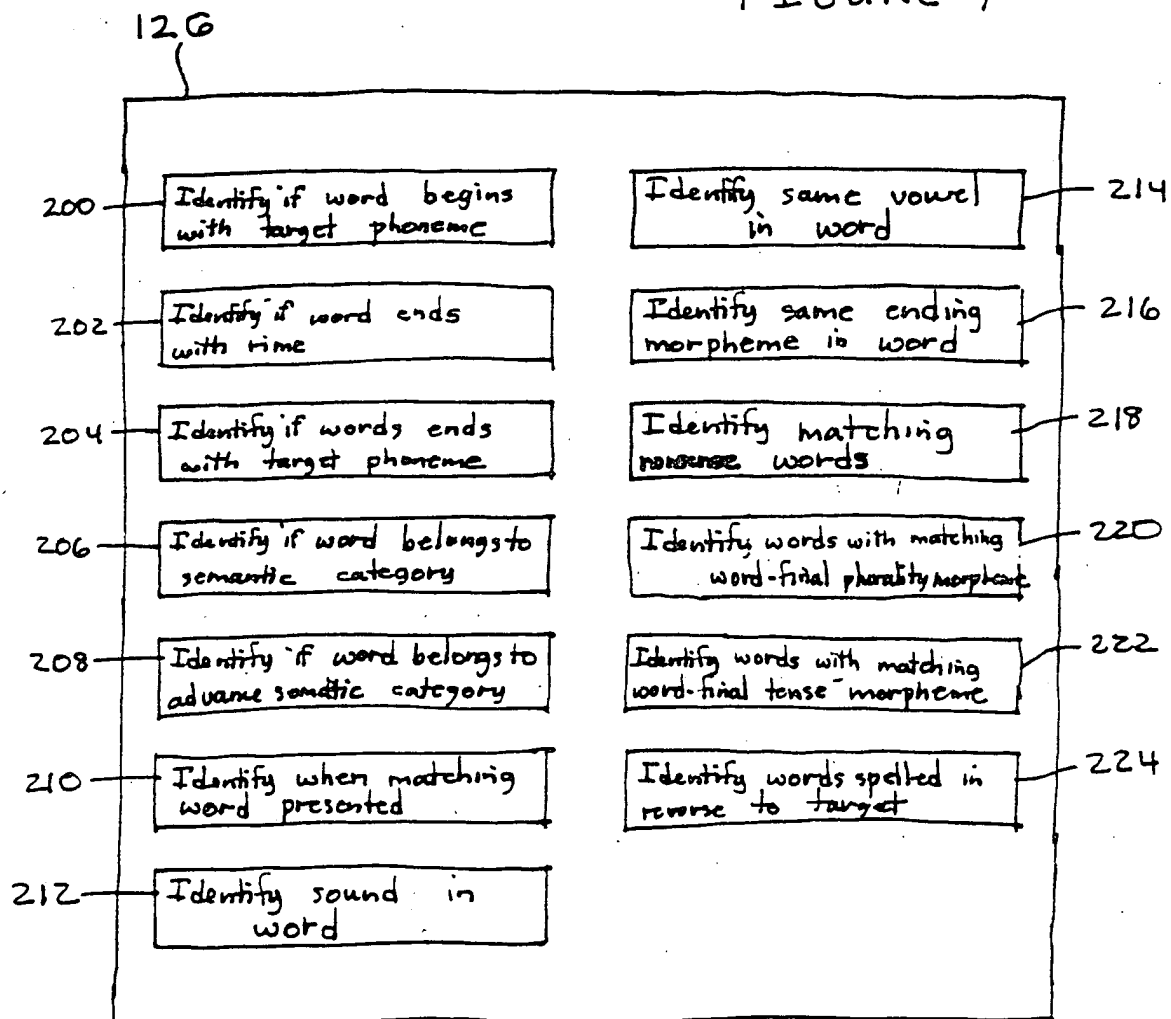 126
200
Identify if word begins
with target phoneme
202
Identify if word ends
with rime
204
Identify if words ends
with target phoneme
206
Identify if word belongs to
semantic category
208
Identify if word belongs to
advance category
210
Identify when matching
word presented
212
Identify sound in
word
Identify same vowel
in word
214
Identify same ending
morpheme in word
216
Identify matching
nonsense words
218
Identify words with matching
word-final morpheme
220
Identify words with matching
word-final tense morpheme
222
Identify words spelled in
reverse to target
224